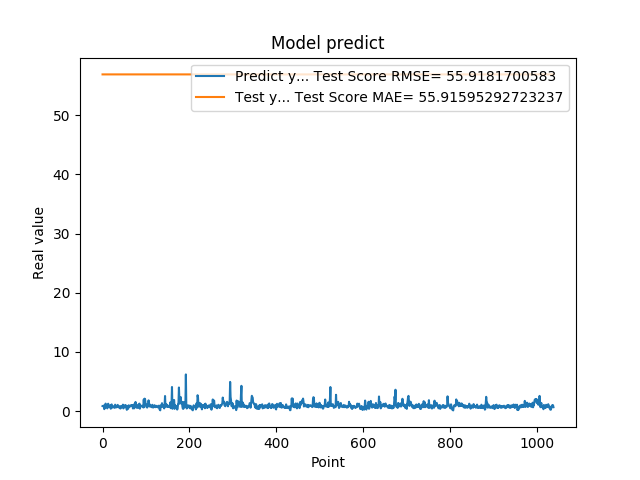 Model predict
Predict y... Test Score RMSE= 55.9181700583
Test y... Test Score MAE= 55.91595292723237
50
40
30
20
10
0
Real value
0 200 400 600 800 1000
Point